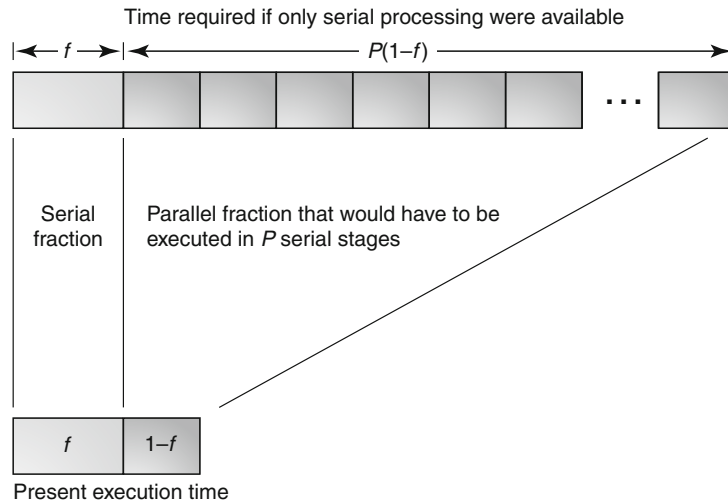 Time required if only serial processing were available
f
P(1–f)
...
Serial
fraction
Parallel fraction that would have to be
executed in P serial stages
f
1–f
Present execution time